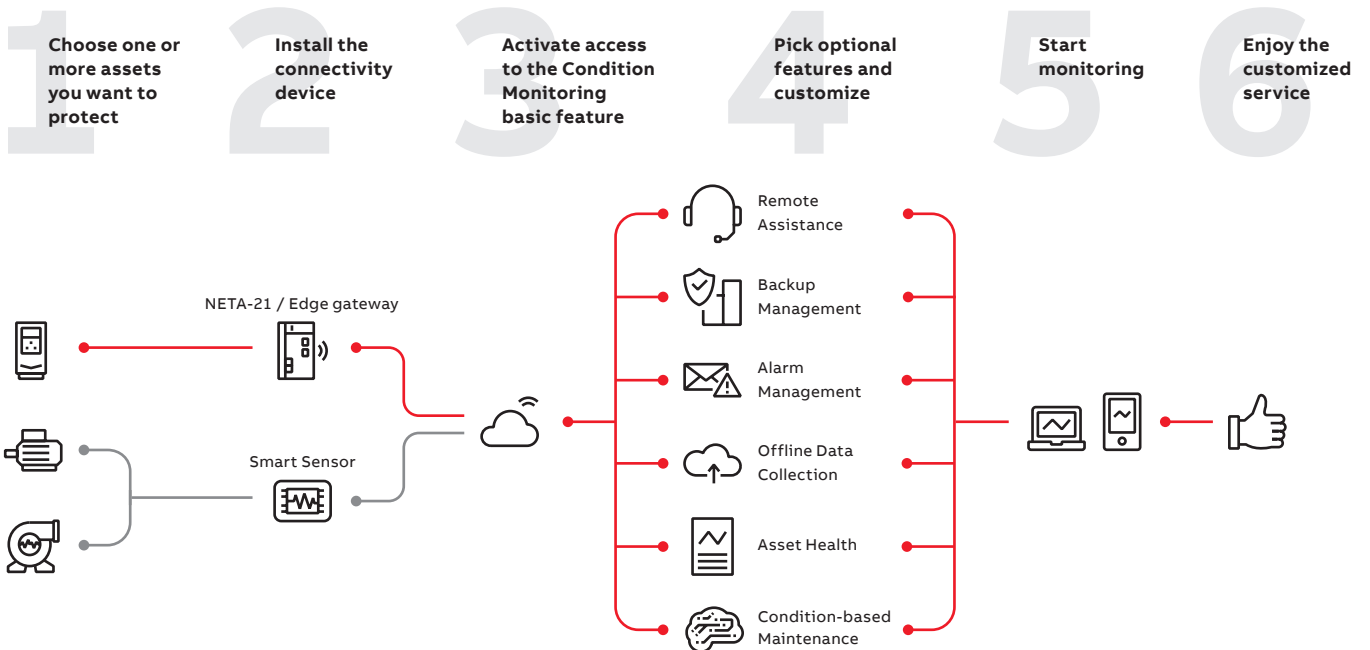 1
Choose one or
more assets
you want to
protect
2
Install the
connectivity
device
3
Activate access
to the Condition
Monitoring
basic feature
4
Pick optional
features and
customize
5
Start
monitoring
6
Enjoy the
customized
service
NETA-21 / Edge gateway
Smart Sensor
Remote
Assistance
Backup
Management
Alarm
Management
Offline Data
Collection
Asset Health
Condition-based
Maintenance